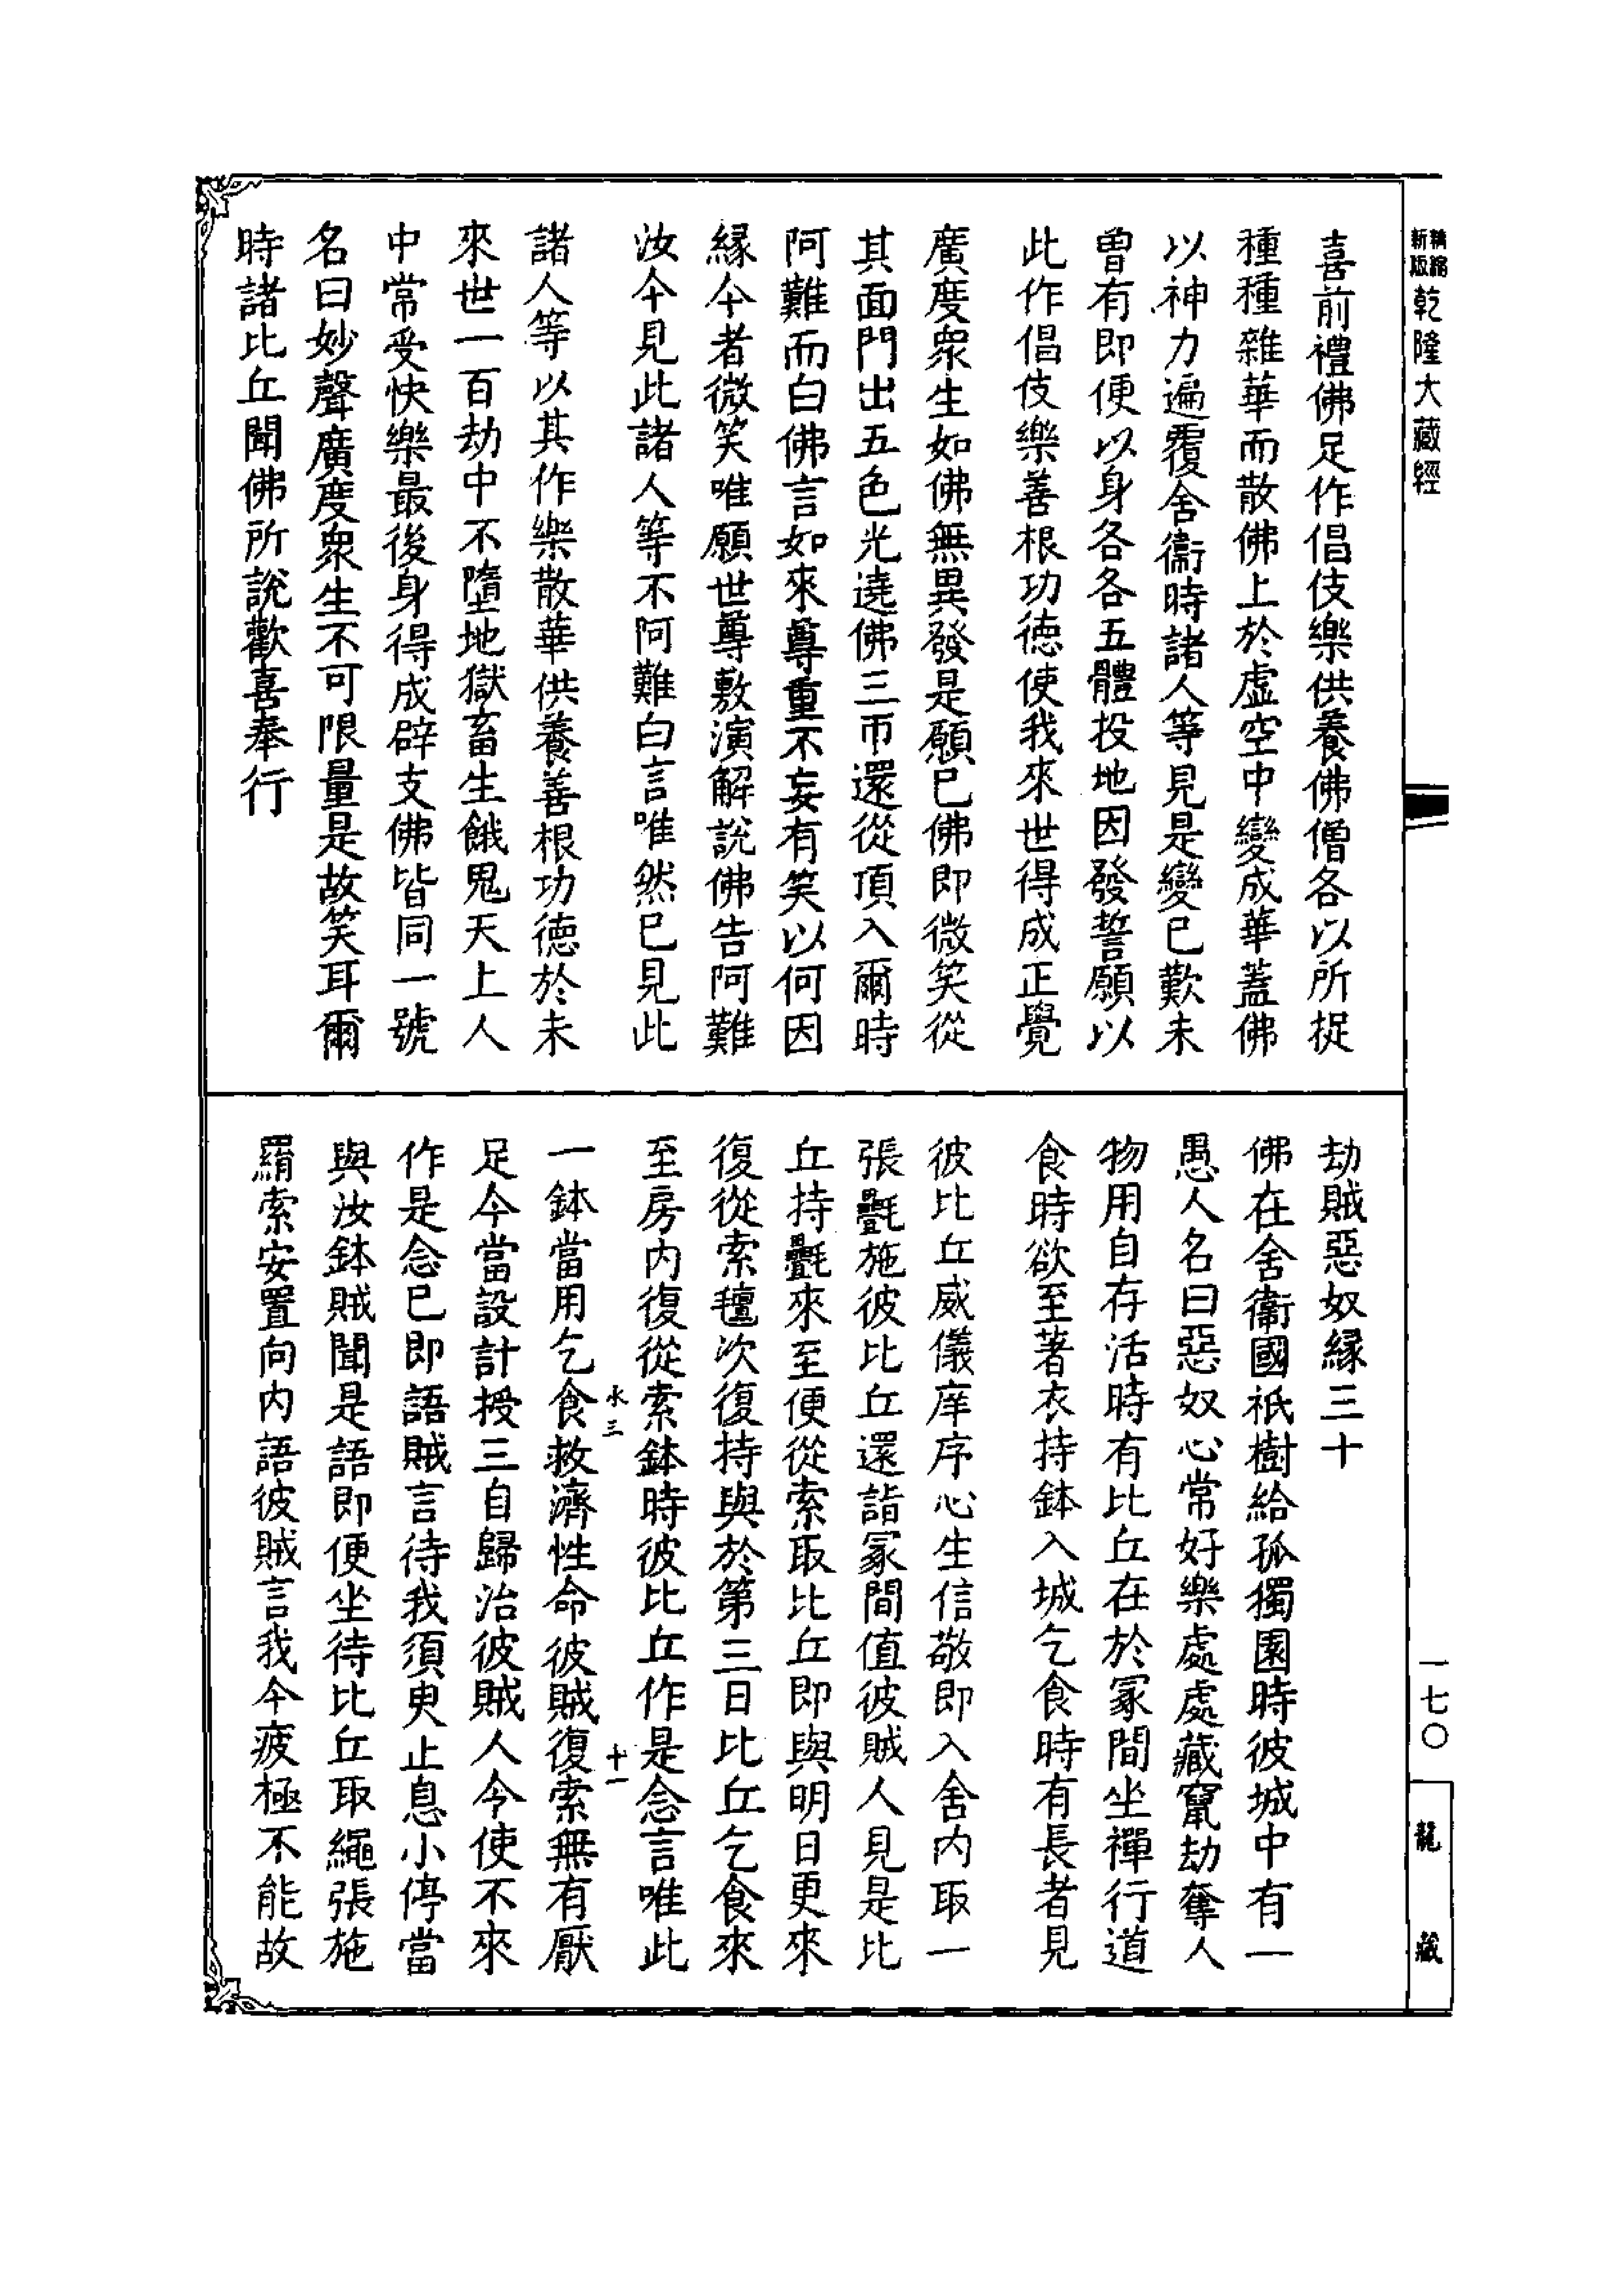 新版精縮乾隆大藏經
喜前禮佛足作倡伎樂供養佛僧各以所捉
種種雜華而散佛上於虛空中變成華蓋佛
以神力遍覆舍衞時諸人等見是變已歎未
曾有即便以身各各五體投地因發誓願以
此作倡伎樂善根功德使我來世得成正覺
廣度衆生如佛無異發是願已佛即微笑從
其面門出五色光遶佛三帀還從頂入爾時
阿難而白佛言如來尊重不妄有笑以何因
緣今者微笑唯願世尊敷演解說佛告阿難
汝今見此諸人等不阿難白言唯然已見此
諸人等以其作樂散華供養善根功德於未
來世一百劫中不墮地獄畜生餓鬼天上人
中常受快樂最後身得成辟支佛皆同一號
名曰妙聲廣度衆生不可限量是故笑耳爾
時諸比丘聞佛所說歡喜奉行
劫賊惡奴緣三十
佛在舍衞國祇樹給孤獨園時彼城中有一
愚人名曰惡奴心常好樂處處藏竄劫奪人
物用自存活時有比丘在於冢間坐禪行道
食時欲至著衣持鉢入城乞食時有長者見
彼比丘威儀庠序心生信敬即入舍內取一
張㲲施彼比丘還詣冢間值彼賊人見是比
丘持㲲來至便從索取比丘即與明日更來
復從索氎次復持與於第三日比丘乞食來
至房內復從索鉢時彼比丘作是念言唯此
水三 十一
一鉢當用乞食救濟性命彼賊復索無有厭
足今當設計授三自歸治彼賊人今使不來
作是念已即語賊言待我須臾止息小停當
與汝鉢賊聞是語即便坐待比丘取繩張施
羂索安置向內語彼賊言我今疲極不能故
一七〇
龍藏